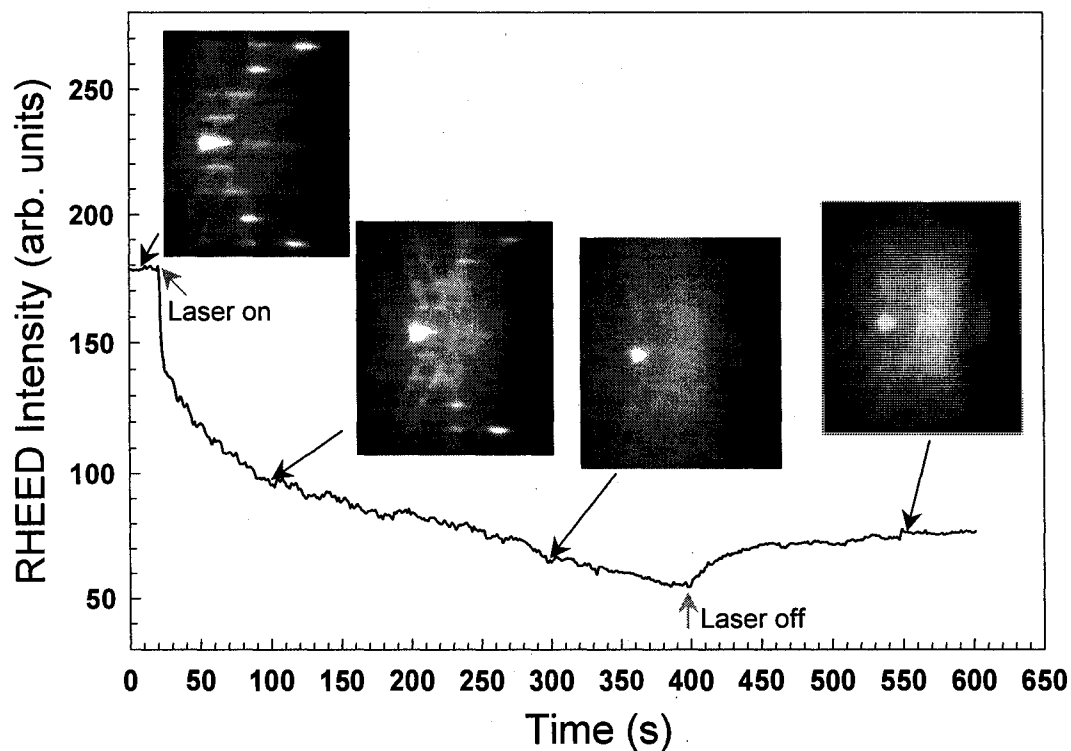 RHEED Intensity (arb. units)
250
200
150
100
50
Laser on
Laser off
0 50 100 150 200 250 300 350 400 450 500 550 600 650
Time (s)